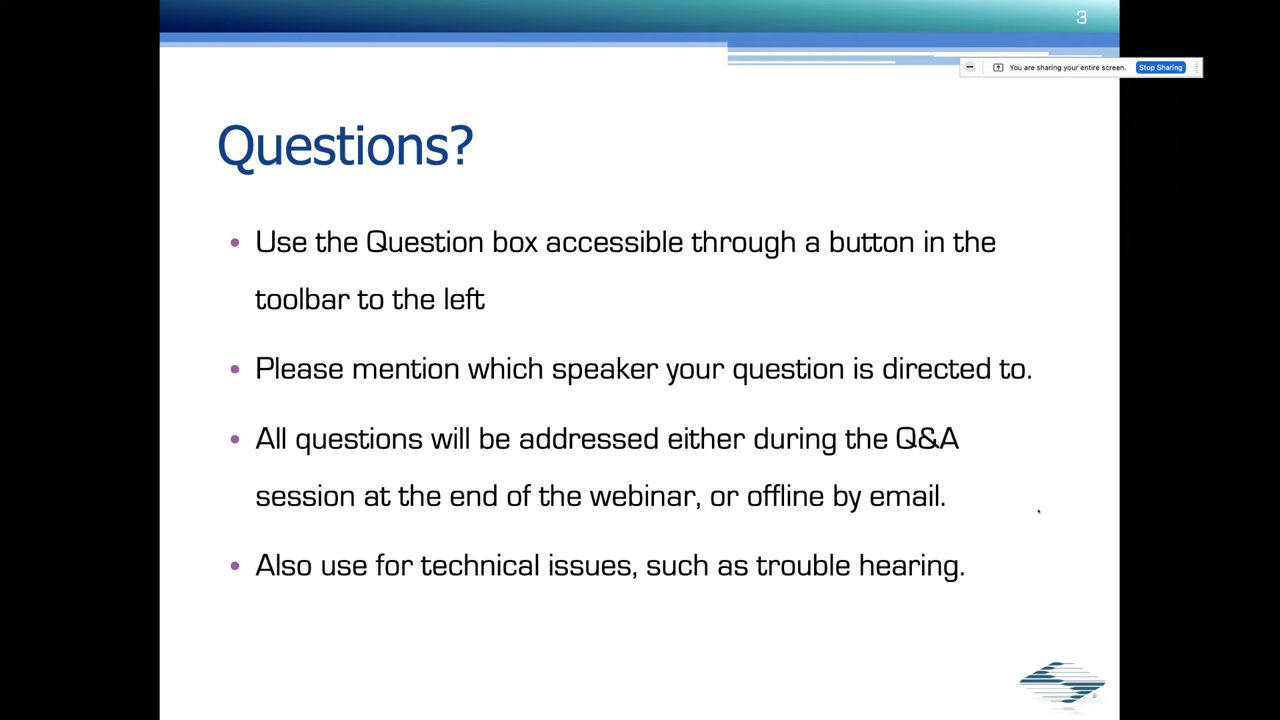 3
You are sharing your entire screen. Stop Sharing
Questions?
• Use the Question box accessible through a button in the
toolbar to the left
• Please mention which speaker your question is directed to.
• All questions will be addressed either during the Q&A
session at the end of the webinar, or offline by email.
• Also use for technical issues, such as trouble hearing.